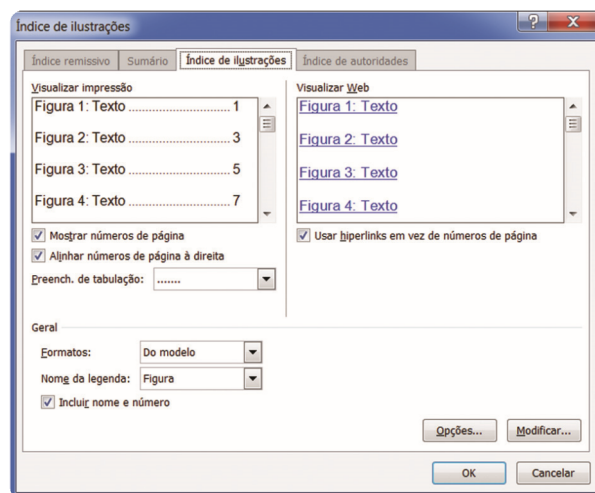 Índice de ilustrações
Índice remissivo Sumário Índice de ilustrações Índice de autoridades
Visualizar impressão
Figura 1: Texto ............................ 1
Figura 2: Texto ............................ 3
Figura 3: Texto ............................ 5
Figura 4: Texto ............................ 7
Visualizar Web
Figura 1: Texto
Figura 2: Texto
Figura 3: Texto
Figura 4: Texto
Mostrar números de página
Alinhar números de página à direita
Preench. de tabulação: .......
Usar hiperlinks em vez de números de página
Geral
Formatos: Do modelo
Nome da legenda: Figura
Incluir nome e número
Opções... Modificar...
OK Cancelar